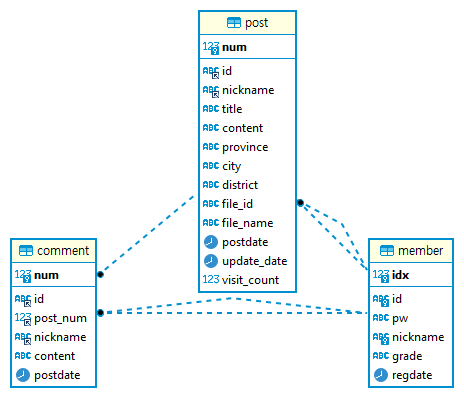 post
123 num
ABC id
ABC nickname
ABC title
ABC content
ABC province
ABC city
ABC district
ABC file_id
ABC file_name
postdate
update_date
123 visit_count
comment
123 num
ABC id
123 post_num
ABC nickname
ABC content
postdate
member
123 idx
ABC id
ABC pw
ABC nickname
ABC grade
regdate